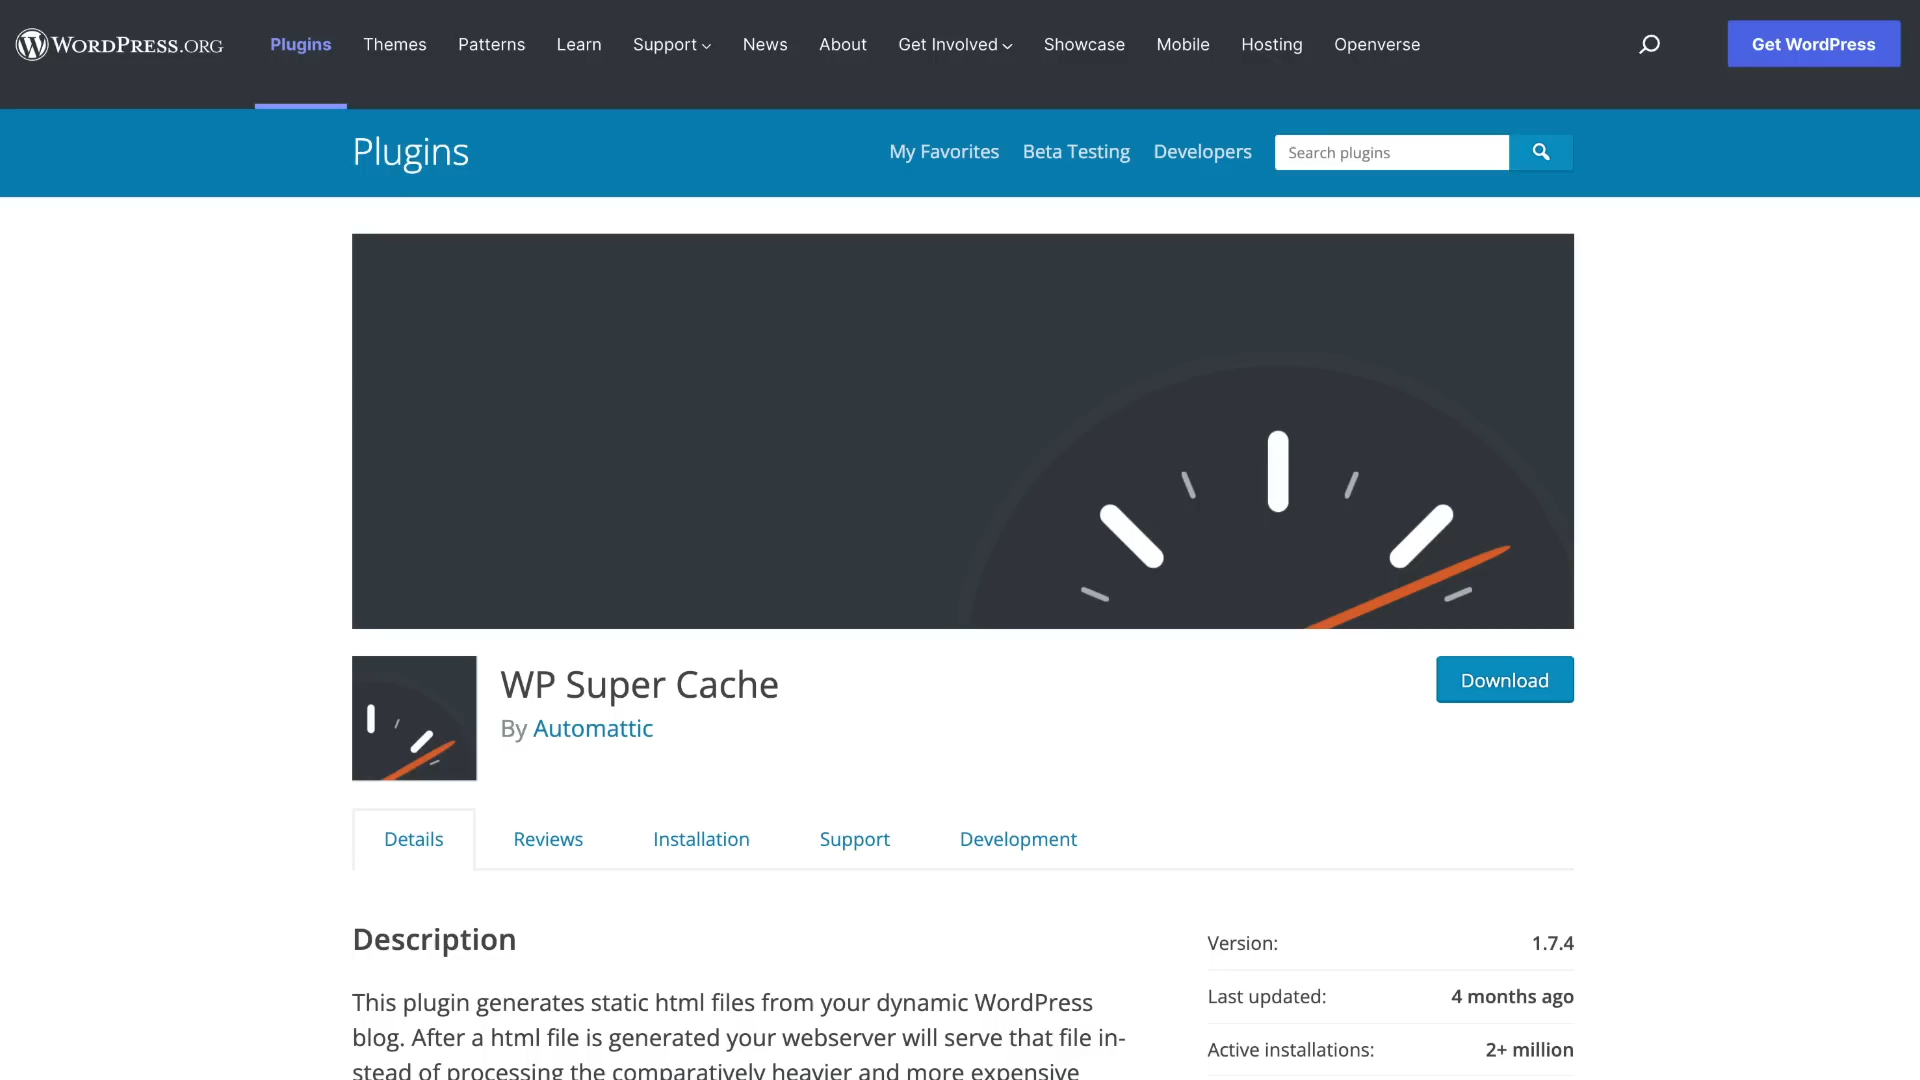 WORDPRESS.ORG
Plugins Themes Patterns Learn Support News About Get Involved Showcase Mobile Hosting Openverse
Get WordPress
Plugins
My Favorites Beta Testing Developers
Search plugins
WP Super Cache
Download
By Automattic
Details Reviews Installation Support Development
Description
This plugin generates static html files from your dynamic WordPress
blog. After a html file is generated your webserver will serve that file in-
stead of processing the comparatively heavier and more expensive
Version: 1.7.4
Last updated: 4 months ago
Active installations: 2+ million